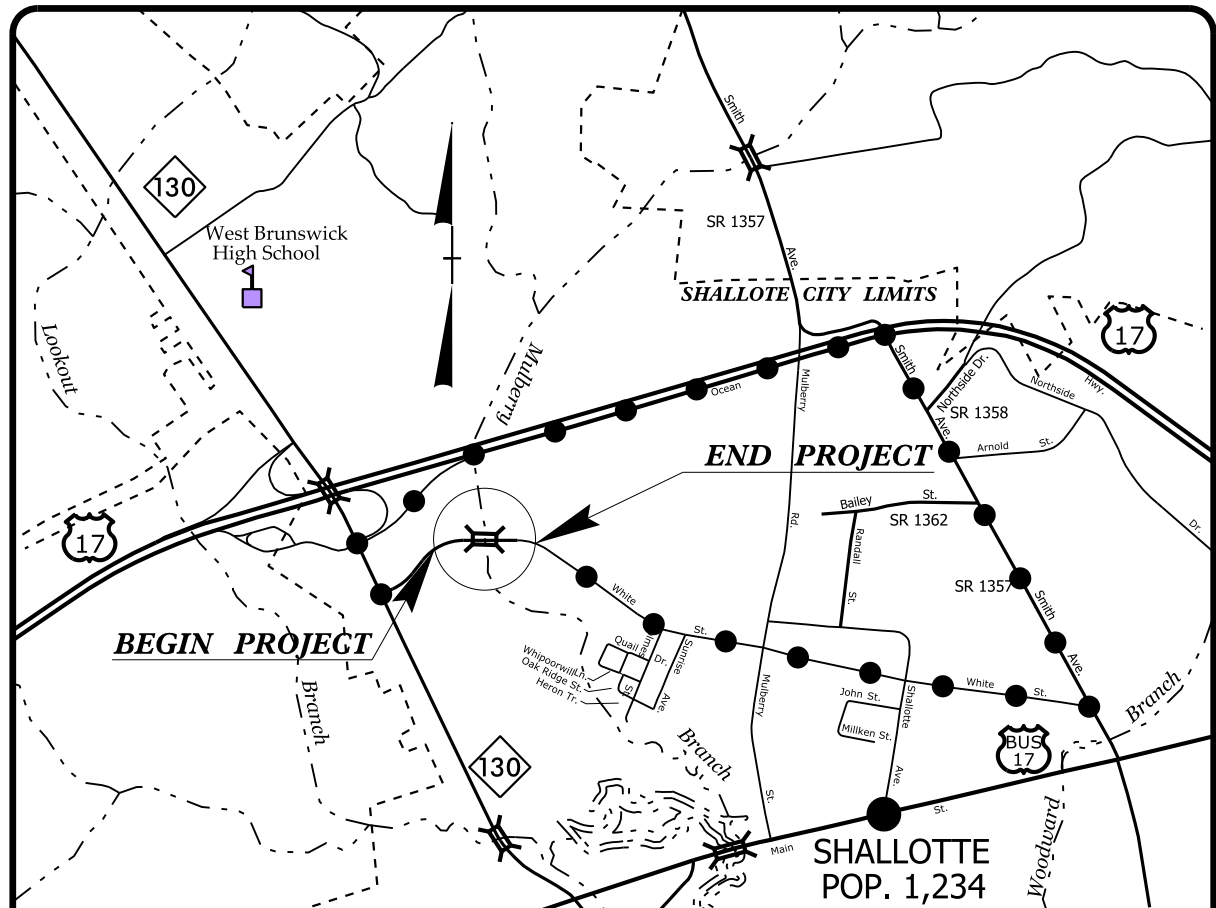 Smith
130
West Brunswick
High School
SR 1357
Ave.
SHALLOTE CITY LIMITS
17
Lookout
Mulberry
Smith
Ave.
Northside Dr.
Northside
Hwy.
Ocean
Mulberry
SR 1358
Arnold St.
END PROJECT
Bailey St.
SR 1362
Rd.
Randall
St.
Dr.
17
SR 1357
Smith
Ave.
White
St.
BEGIN PROJECT
Quail Dr.
Sunrise
Ave.
Whipoorwill Ln.
Oak Ridge St.
Heron Tr.
St.
Branch
Mulberry
St.
White St.
John St.
Shallotte
Ave.
Millken St.
Branch
BUS
17
Branch
130
Main
St.
Woodward
SHALLOTTE
POP. 1,234